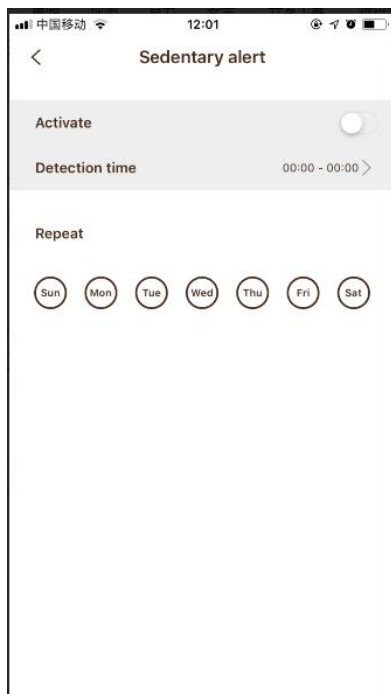 中国移动 12:01
Sedentary alert
Activate
Detection time 00:00 - 00:00
Repeat
Sun Mon Tue Wed Thu Fri Sat